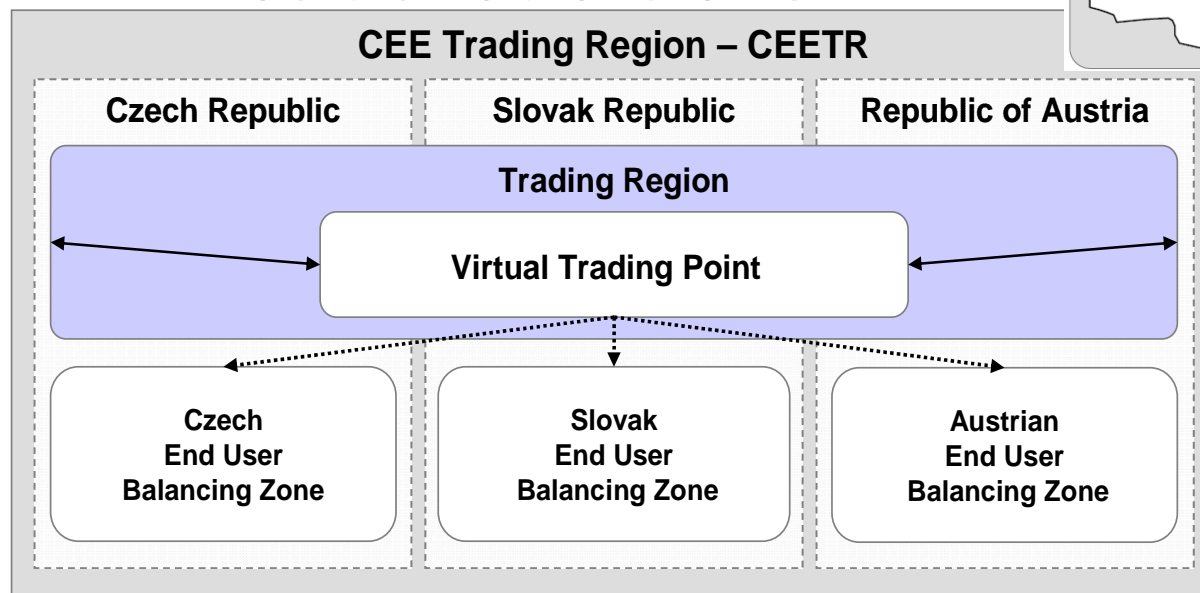 CEE Trading Region – CEETR
Czech Republic
Slovak Republic
Republic of Austria
Trading Region
Virtual Trading Point
Czech
End User
Balancing Zone
Slovak
End User
Balancing Zone
Austrian
End User
Balancing Zone